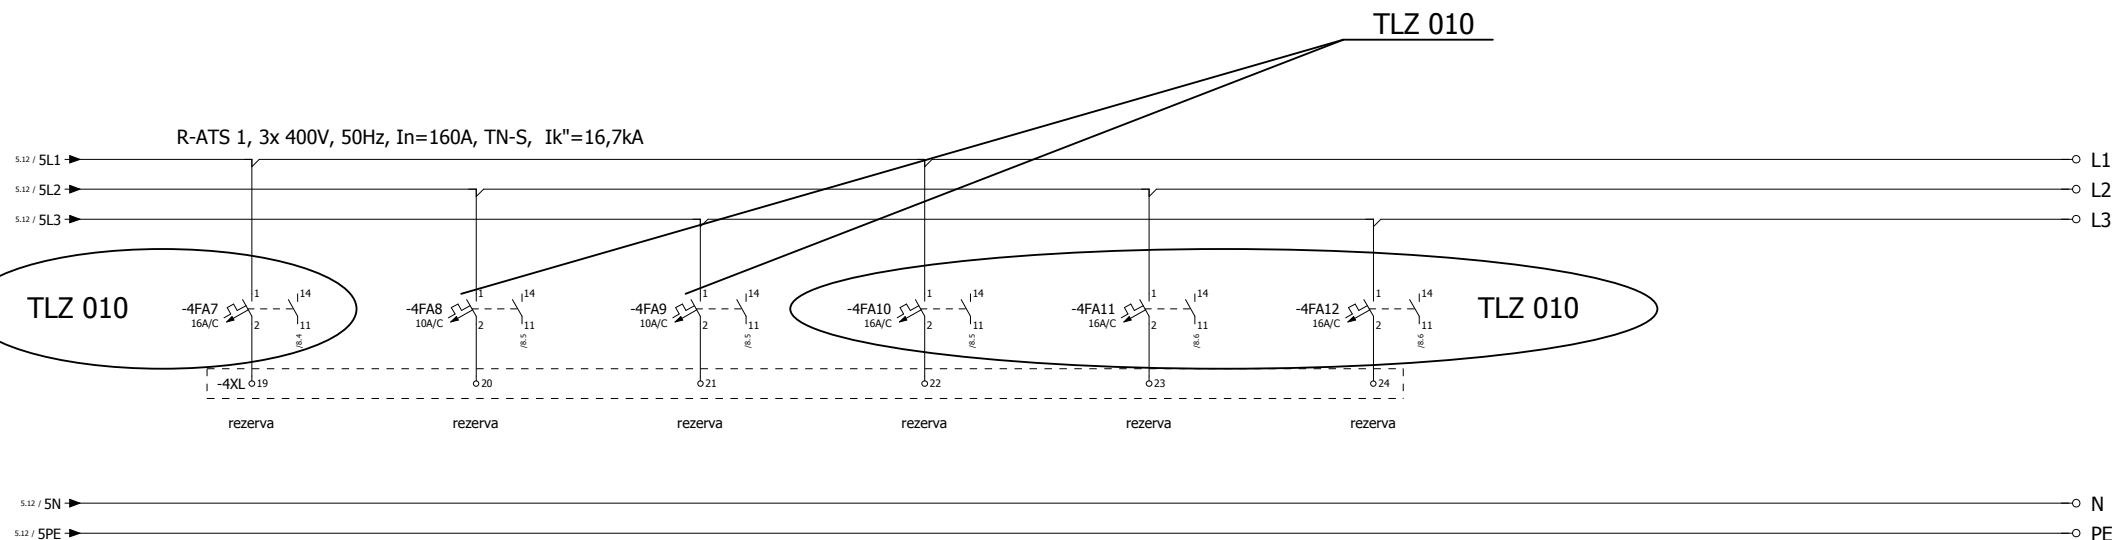 TLZ 010
R-ATS 1, 3x 400V, 50Hz, In=160A, TN-S, Ik"=16,7kA
5.12 / 5L1 L1
5.12 / 5L2 L2
5.12 / 5L3 L3
TLZ 010
-4FA7 16A/C 1 2 14 11 /8.4
-4FA8 10A/C 1 2 14 11 /8.5
-4FA9 10A/C 1 2 14 11 /8.5
-4FA10 16A/C 1 2 14 11 /8.5
-4FA11 16A/C 1 2 14 11 /8.6
-4FA12 16A/C 1 2 14 11 /8.6
TLZ 010
-4XL 19 20 21 22 23 24
rezerva rezerva rezerva rezerva rezerva rezerva
5.12 / 5N N
5.12 / 5PE PE